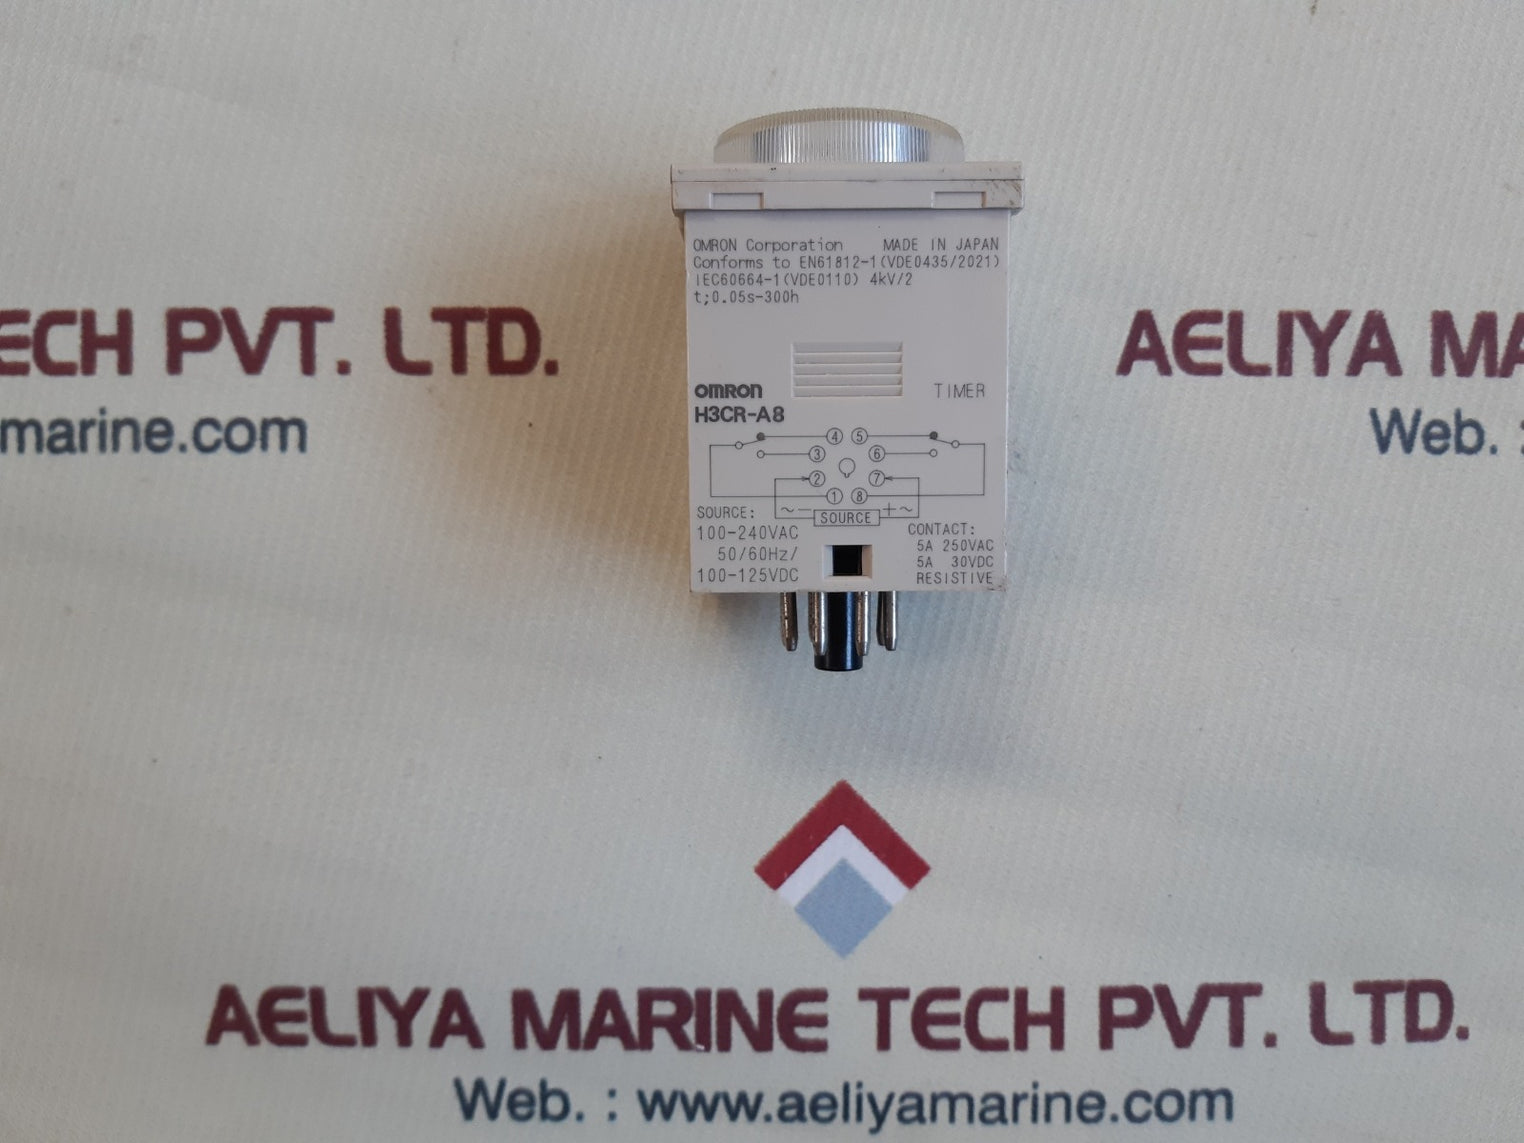 OMRON Corporation MADE IN JAPAN
Conforms to EN61812-1(VDE0435/2021)
IEC60664-1(VDE0110) 4kV/2
t;0.05s-300h
ECH PVT. LTD.
AELIYA MA
omron TIMER
H3CR-A8
marine.com
Web. :
4 5
3 6
2 7
1 8
~ − SOURCE + ~
SOURCE:
100-240VAC
50/60Hz/
100-125VDC
CONTACT:
5A 250VAC
5A 30VDC
RESISTIVE
AELIYA MARINE TECH PVT. LTD.
Web. : www.aeliyamarine.com